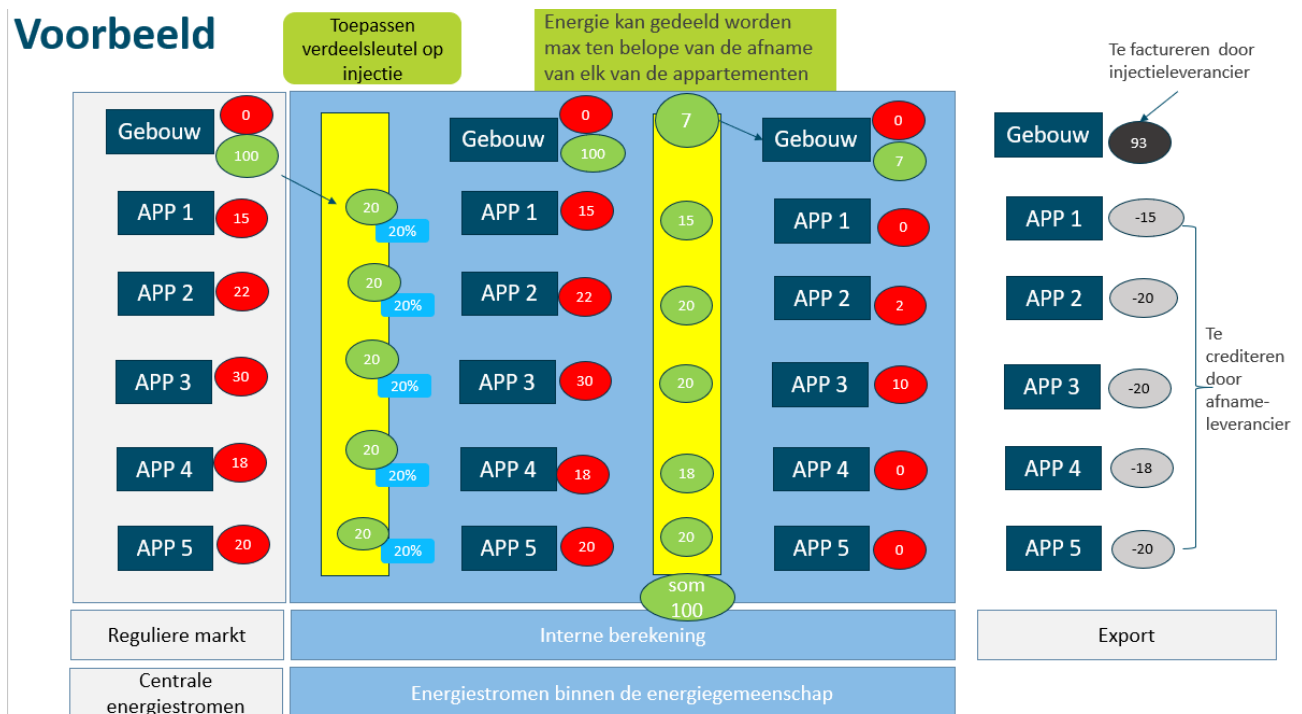 Voorbeeld
Toepassen
verdeelsleutel op
injectie
Energie kan gedeeld worden
max ten belope van de afname
van elk van de appartementen
Te factureren door
injectieleverancier
Gebouw
0
100
Gebouw
0
100
7
Gebouw
0
7
Gebouw
93
APP 1
15
20
20%
APP 1
15
15
APP 1
0
APP 1
-15
APP 2
22
20
20%
APP 2
22
20
APP 2
2
APP 2
-20
APP 3
30
20
20%
APP 3
30
20
APP 3
10
APP 3
-20
APP 4
18
20
20%
APP 4
18
18
APP 4
0
APP 4
-18
APP 5
20
20
20%
APP 5
20
20
APP 5
0
APP 5
-20
Te
crediteren
door
afname-
leverancier
som
100
Reguliere markt
Interne berekening
Export
Centrale
energiestromen
Energiestromen binnen de energiegemeenschap